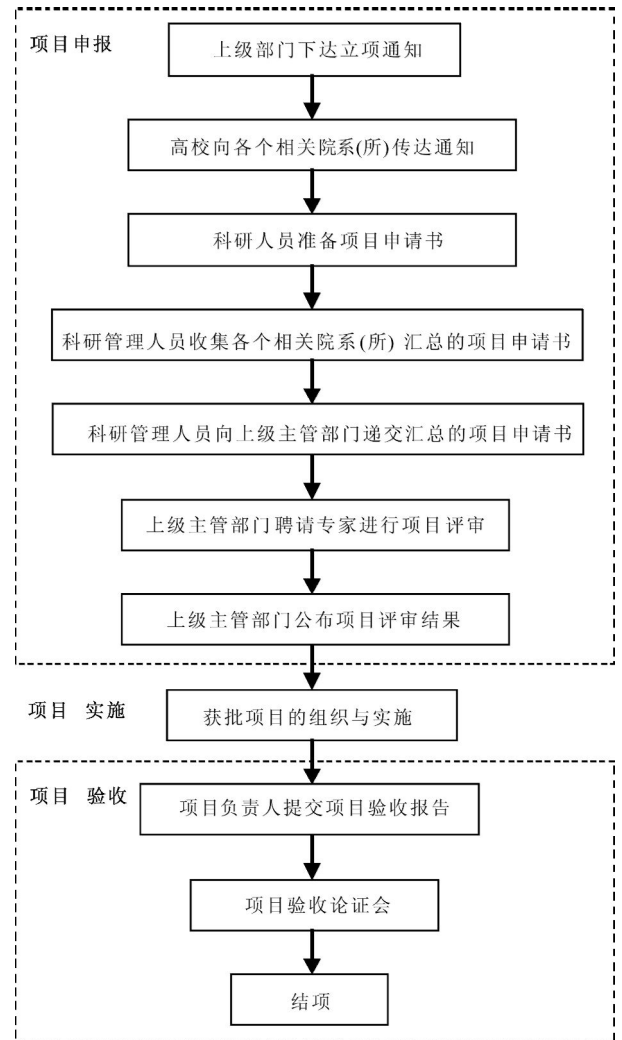 项目申报
上级部门下达立项通知
高校向各个相关院系(所)传达通知
科研人员准备项目申请书
科研管理人员收集各个相关院系(所) 汇总的项目申请书
科研管理人员向上级主管部门递交汇总的项目申请书
上级主管部门聘请专家进行项目评审
上级主管部门公布项目评审结果
项目 实施
获批项目的组织与实施
项目 验收
项目负责人提交项目验收报告
项目验收论证会
结项